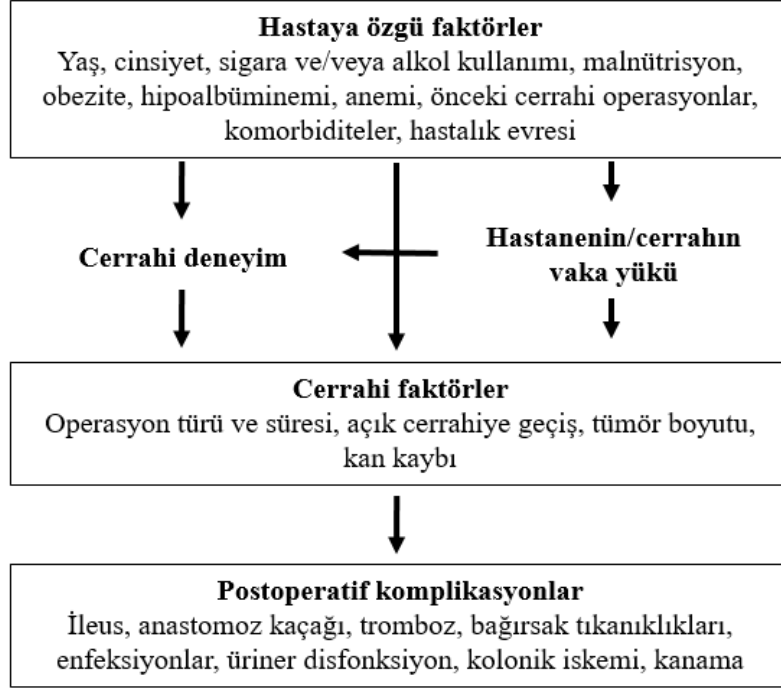 Hastaya özgü faktörler
Yaş, cinsiyet, sigara ve/veya alkol kullanımı, malnütrisyon,
obezite, hipoalbüminemi, anemi, önceki cerrahi operasyonlar,
komorbiditeler, hastalık evresi
Cerrahi deneyim
Hastanenin/cerrahın
vaka yükü
Cerrahi faktörler
Operasyon türü ve süresi, açık cerrahiye geçiş, tümör boyutu,
kan kaybı
Postoperatif komplikasyonlar
İleus, anastomoz kaçağı, tromboz, bağırsak tıkanıklıkları,
enfeksiyonlar, üriner disfonksiyon, kolonik iskemi, kanama